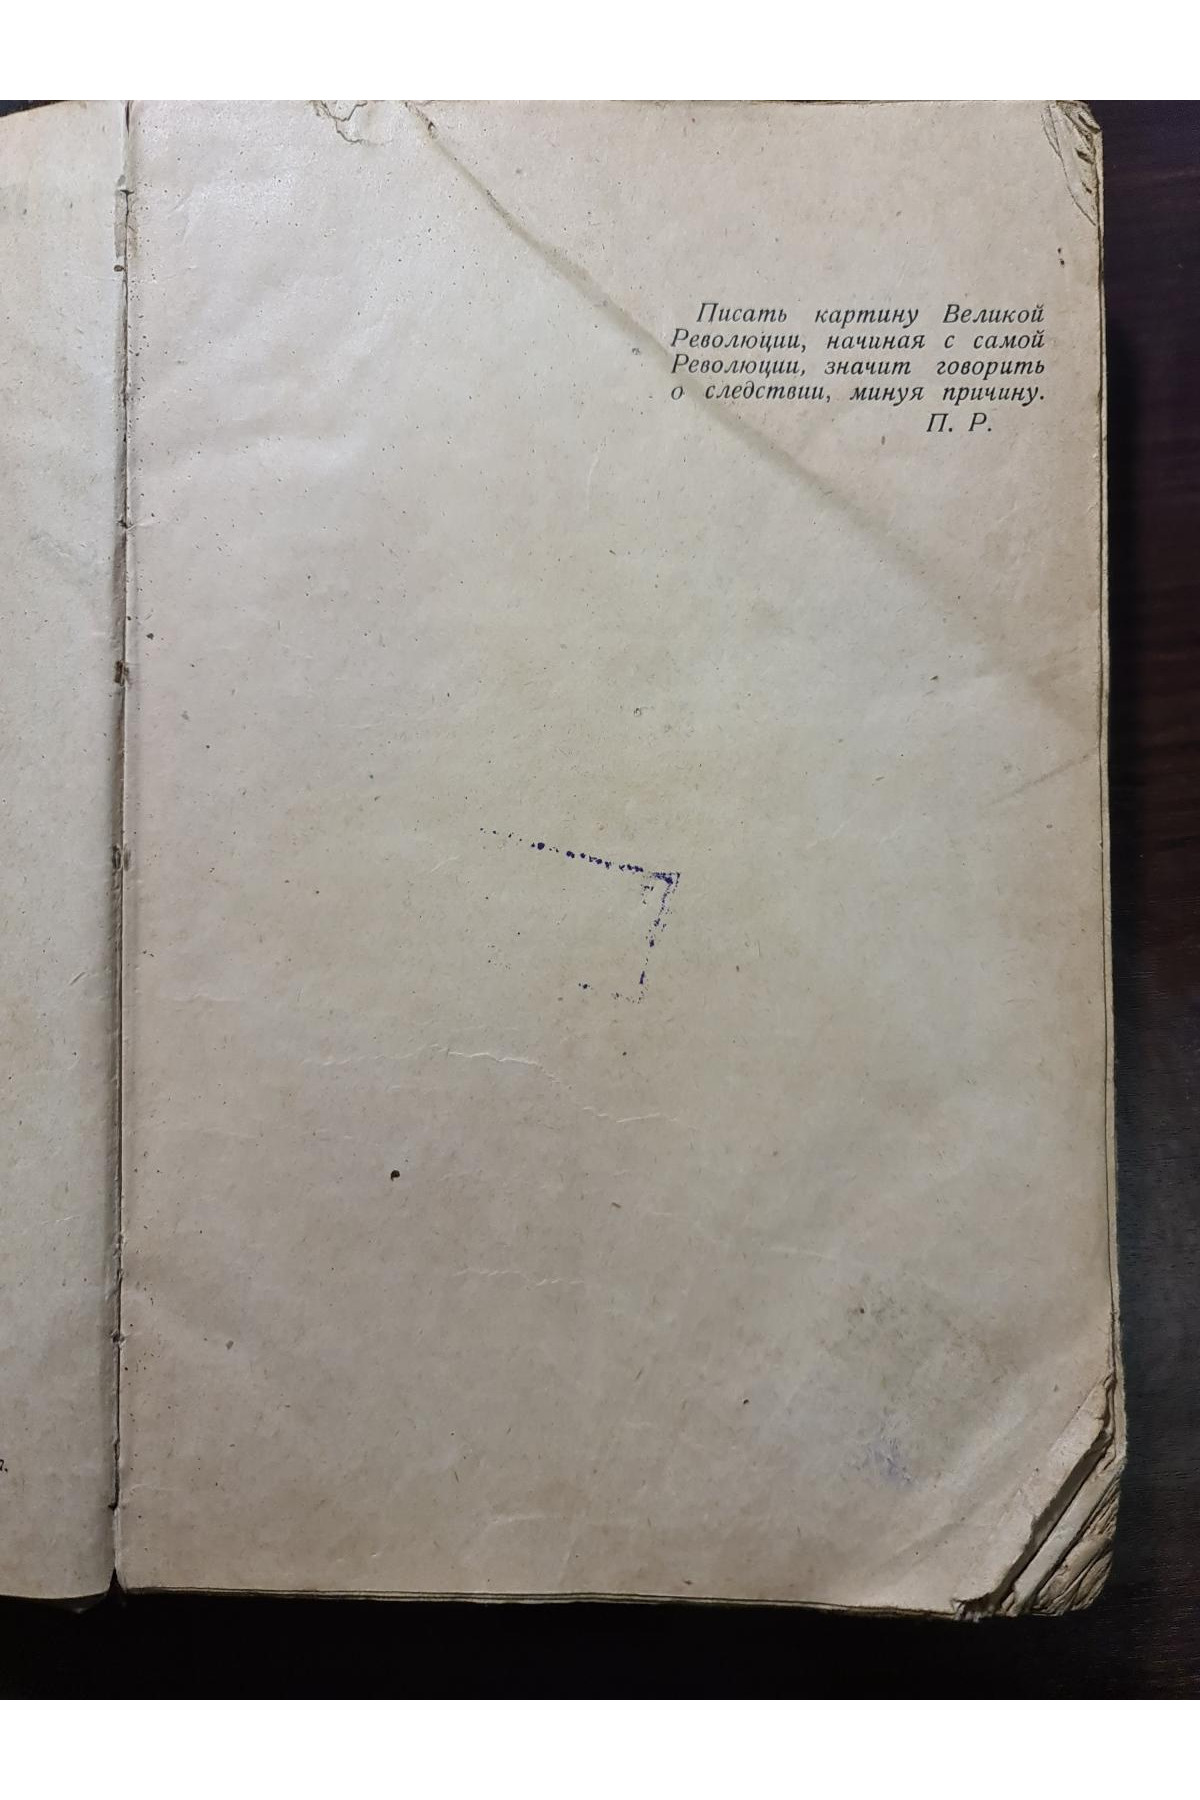 Писать картину Великой
Революции, начиная с самой
Революции, значит говорить
о следствии, минуя причину.
П. Р.